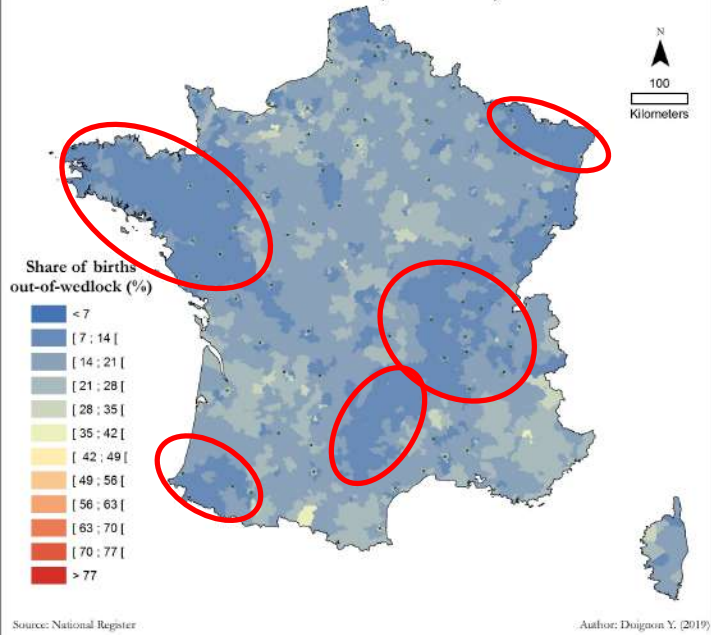 N
100
Kilometers
Share of births
out-of-wedlock (%)
< 7
[ 7 ; 14 [
[ 14 ; 21 [
[ 21 ; 28 [
[ 28 ; 35 [
[ 35 ; 42 [
[ 42 ; 49 [
[ 49 ; 56 [
[ 56 ; 63 [
[ 63 ; 70 [
[ 70 ; 77 [
> 77
Source: National Register
Author: Duignon Y. (2019)